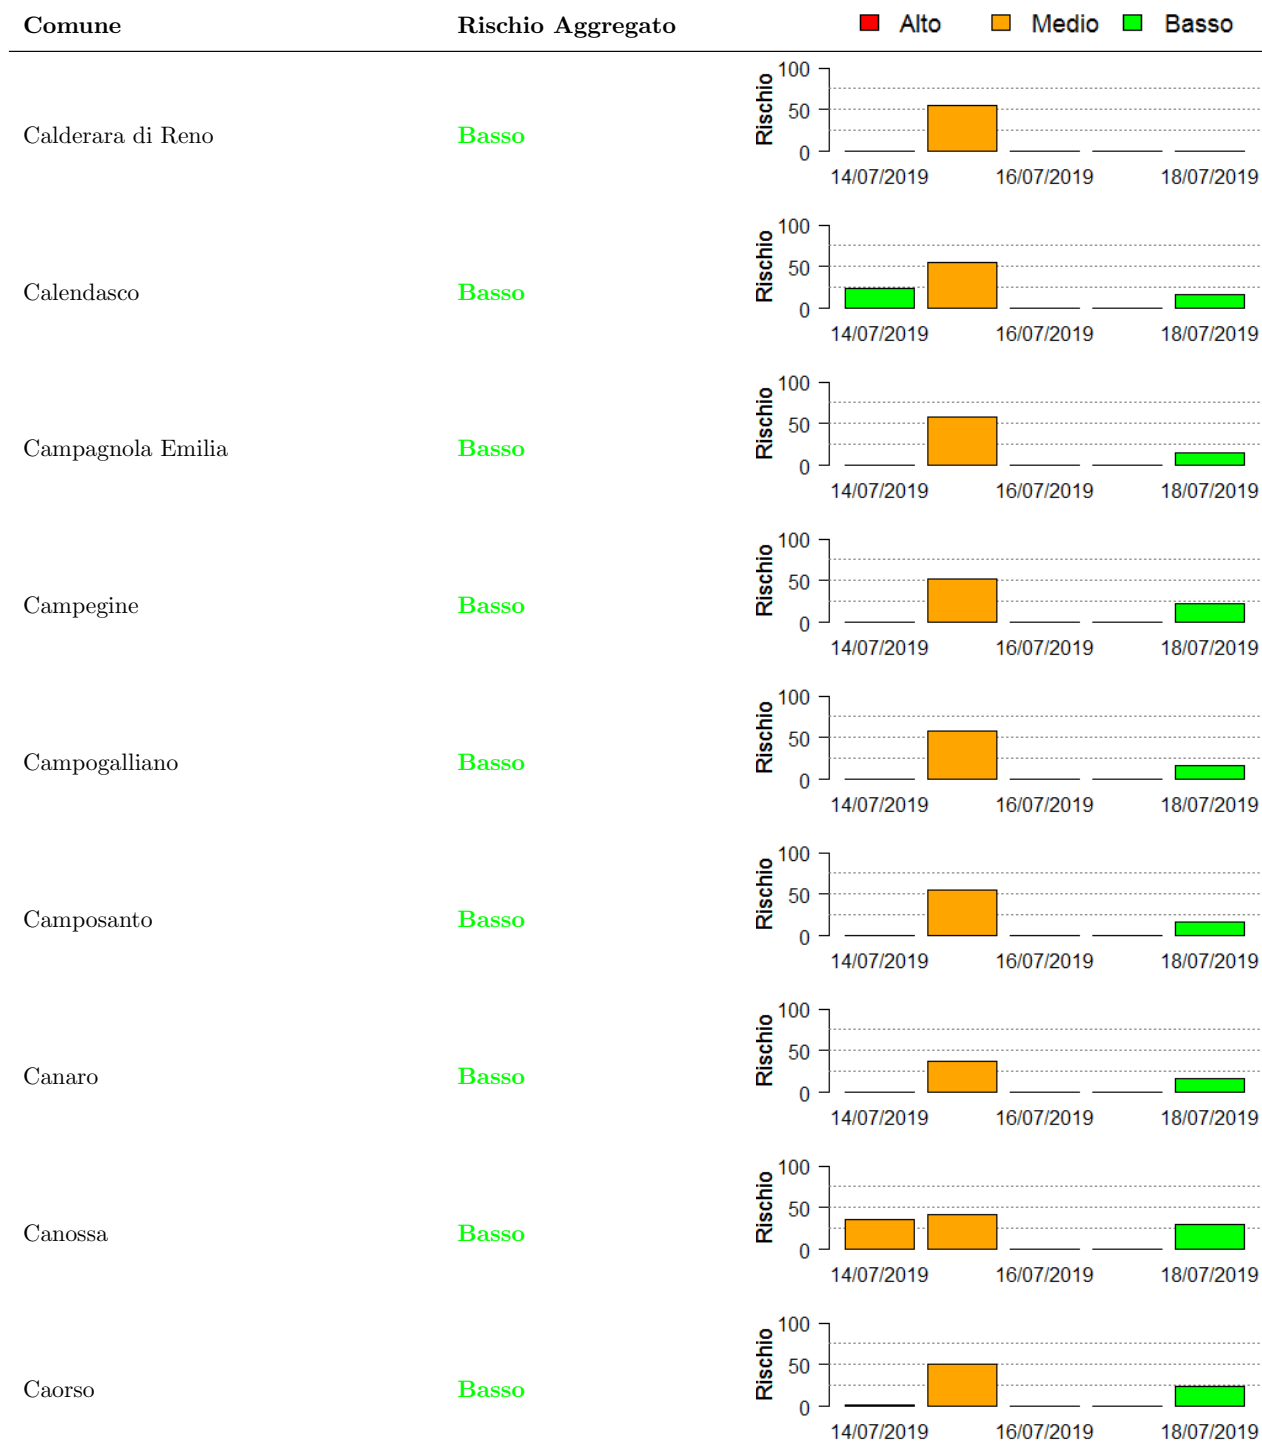 Comune Rischio Aggregato Alto Medio Basso
Calderara di Reno Basso Rischio 100 50 0
14/07/2019 16/07/2019 18/07/2019
Calendasco Basso Rischio 100 50 0
14/07/2019 16/07/2019 18/07/2019
Campagnola Emilia Basso Rischio 100 50 0
14/07/2019 16/07/2019 18/07/2019
Campegine Basso Rischio 100 50 0
14/07/2019 16/07/2019 18/07/2019
Campogalliano Basso Rischio 100 50 0
14/07/2019 16/07/2019 18/07/2019
Camposanto Basso Rischio 100 50 0
14/07/2019 16/07/2019 18/07/2019
Canaro Basso Rischio 100 50 0
14/07/2019 16/07/2019 18/07/2019
Canossa Basso Rischio 100 50 0
14/07/2019 16/07/2019 18/07/2019
Caorso Basso Rischio 100 50 0
14/07/2019 16/07/2019 18/07/2019